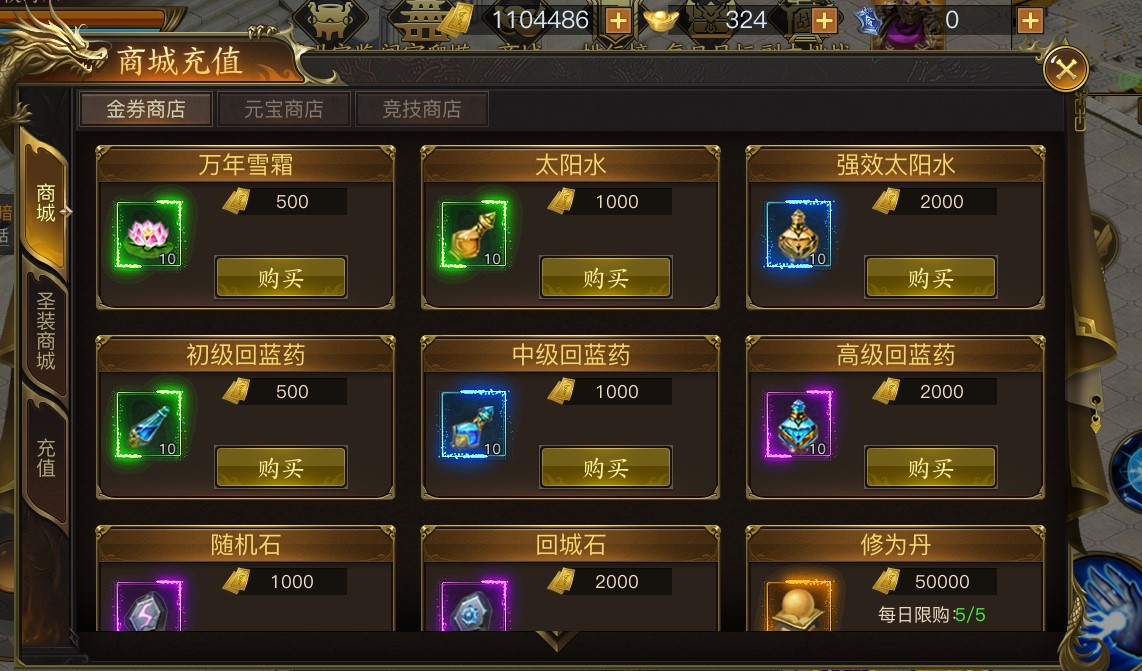 1104486
324
0
商城充值
金券商店
元宝商店
竞技商店
商城
圣装商城
充值
万年雪霜
500
10
购买
太阳水
1000
10
购买
强效太阳水
2000
10
购买
初级回蓝药
500
10
购买
中级回蓝药
1000
10
购买
高级回蓝药
2000
10
购买
随机石
1000
回城石
2000
修为丹
50000
每日限购:5/5